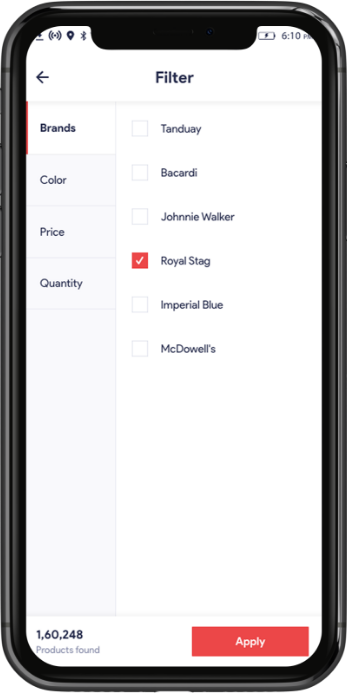 6:10 PM
Filter
Brands
Color
Price
Quantity
Tanduay
Bacardi
Johnnie Walker
Royal Stag
Imperial Blue
McDowell's
1,60,248
Products found
Apply